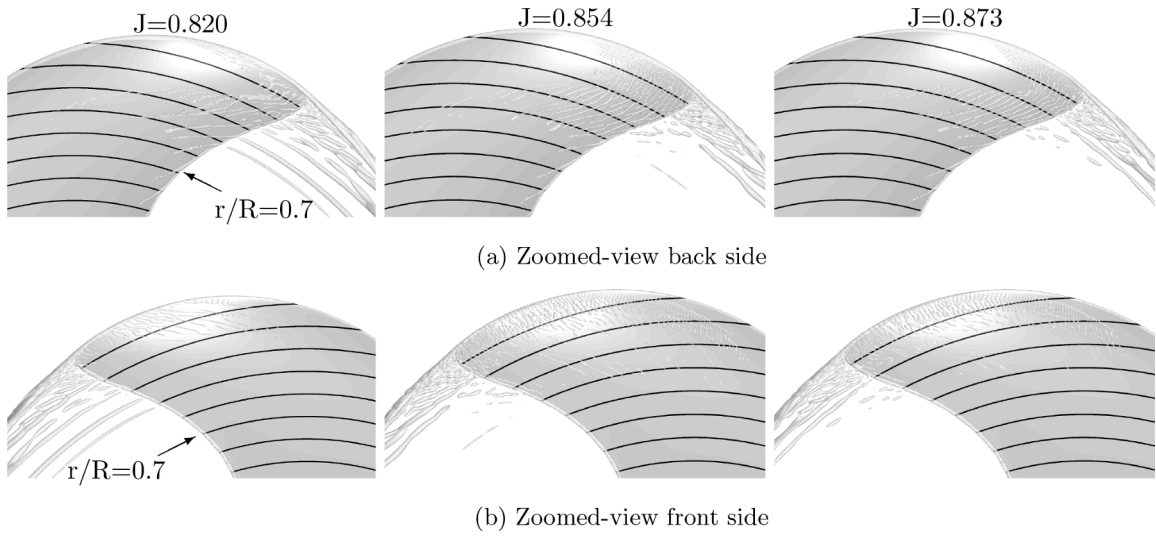 J=0.820
J=0.854
J=0.873
r/R=0.7
(a) Zoomed-view back side
r/R=0.7
(b) Zoomed-view front side